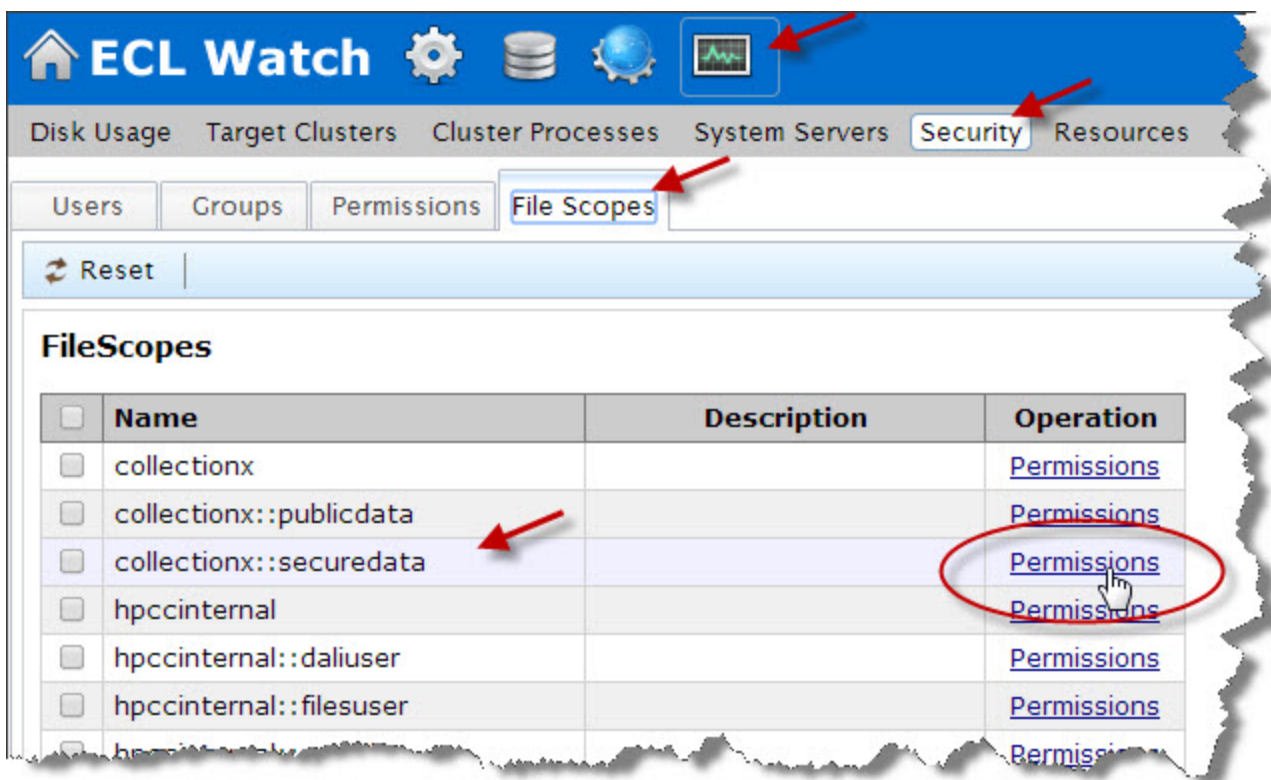 ECL Watch
Disk Usage Target Clusters Cluster Processes System Servers Security Resources
Users Groups Permissions File Scopes
Reset
FileScopes
Name Description Operation
collectionx Permissions
collectionx::publicdata Permissions
collectionx::securedata Permissions
hpccinternal Permissions
hpccinternal::daliuser Permissions
hpccinternal::filesuser Permissions